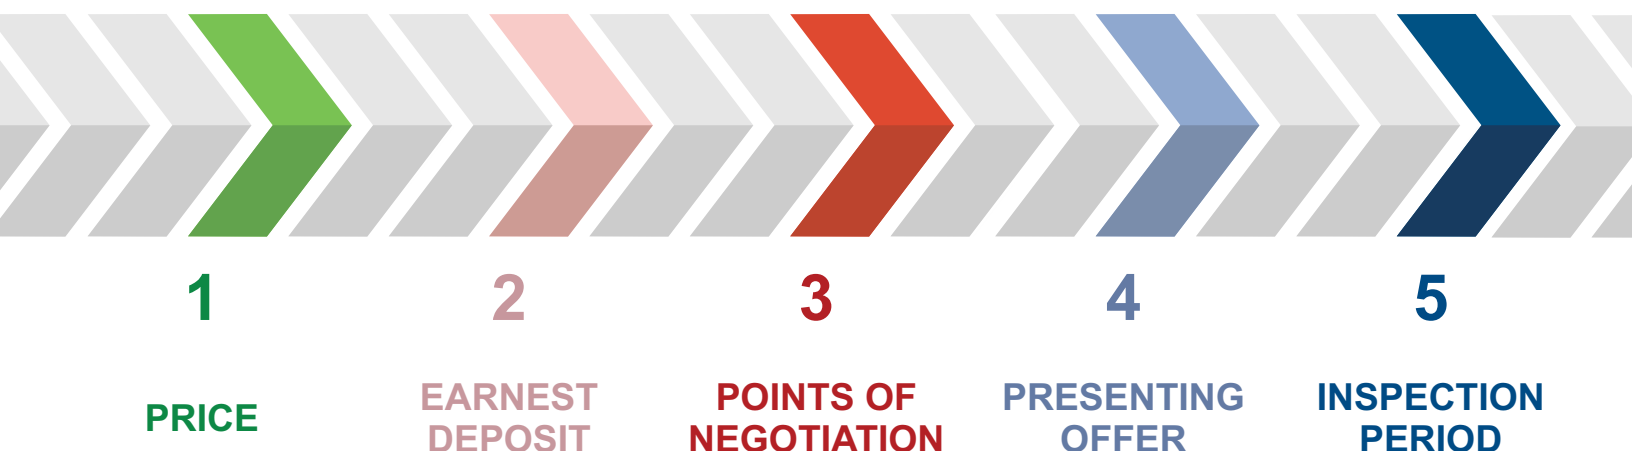 1
PRICE
2
EARNEST
DEPOSIT
3
POINTS OF
NEGOTIATION
4
PRESENTING
OFFER
5
INSPECTION
PERIOD